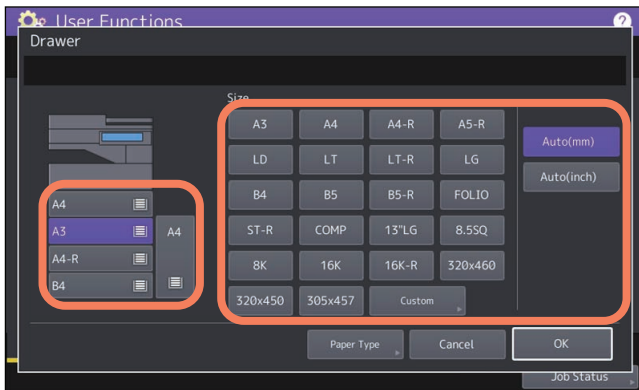 User Functions ?
Drawer
Size
A3 A4 A4-R A5-R
Auto(mm)
LD LT LT-R LG
Auto(inch)
B4 B5 B5-R FOLIO
A4
ST-R COMP 13"LG 8.5SQ
A3 A4
A4-R
8K 16K 16K-R 320x460
B4
320x450 305x457 Custom
Paper Type Cancel OK
Job Status